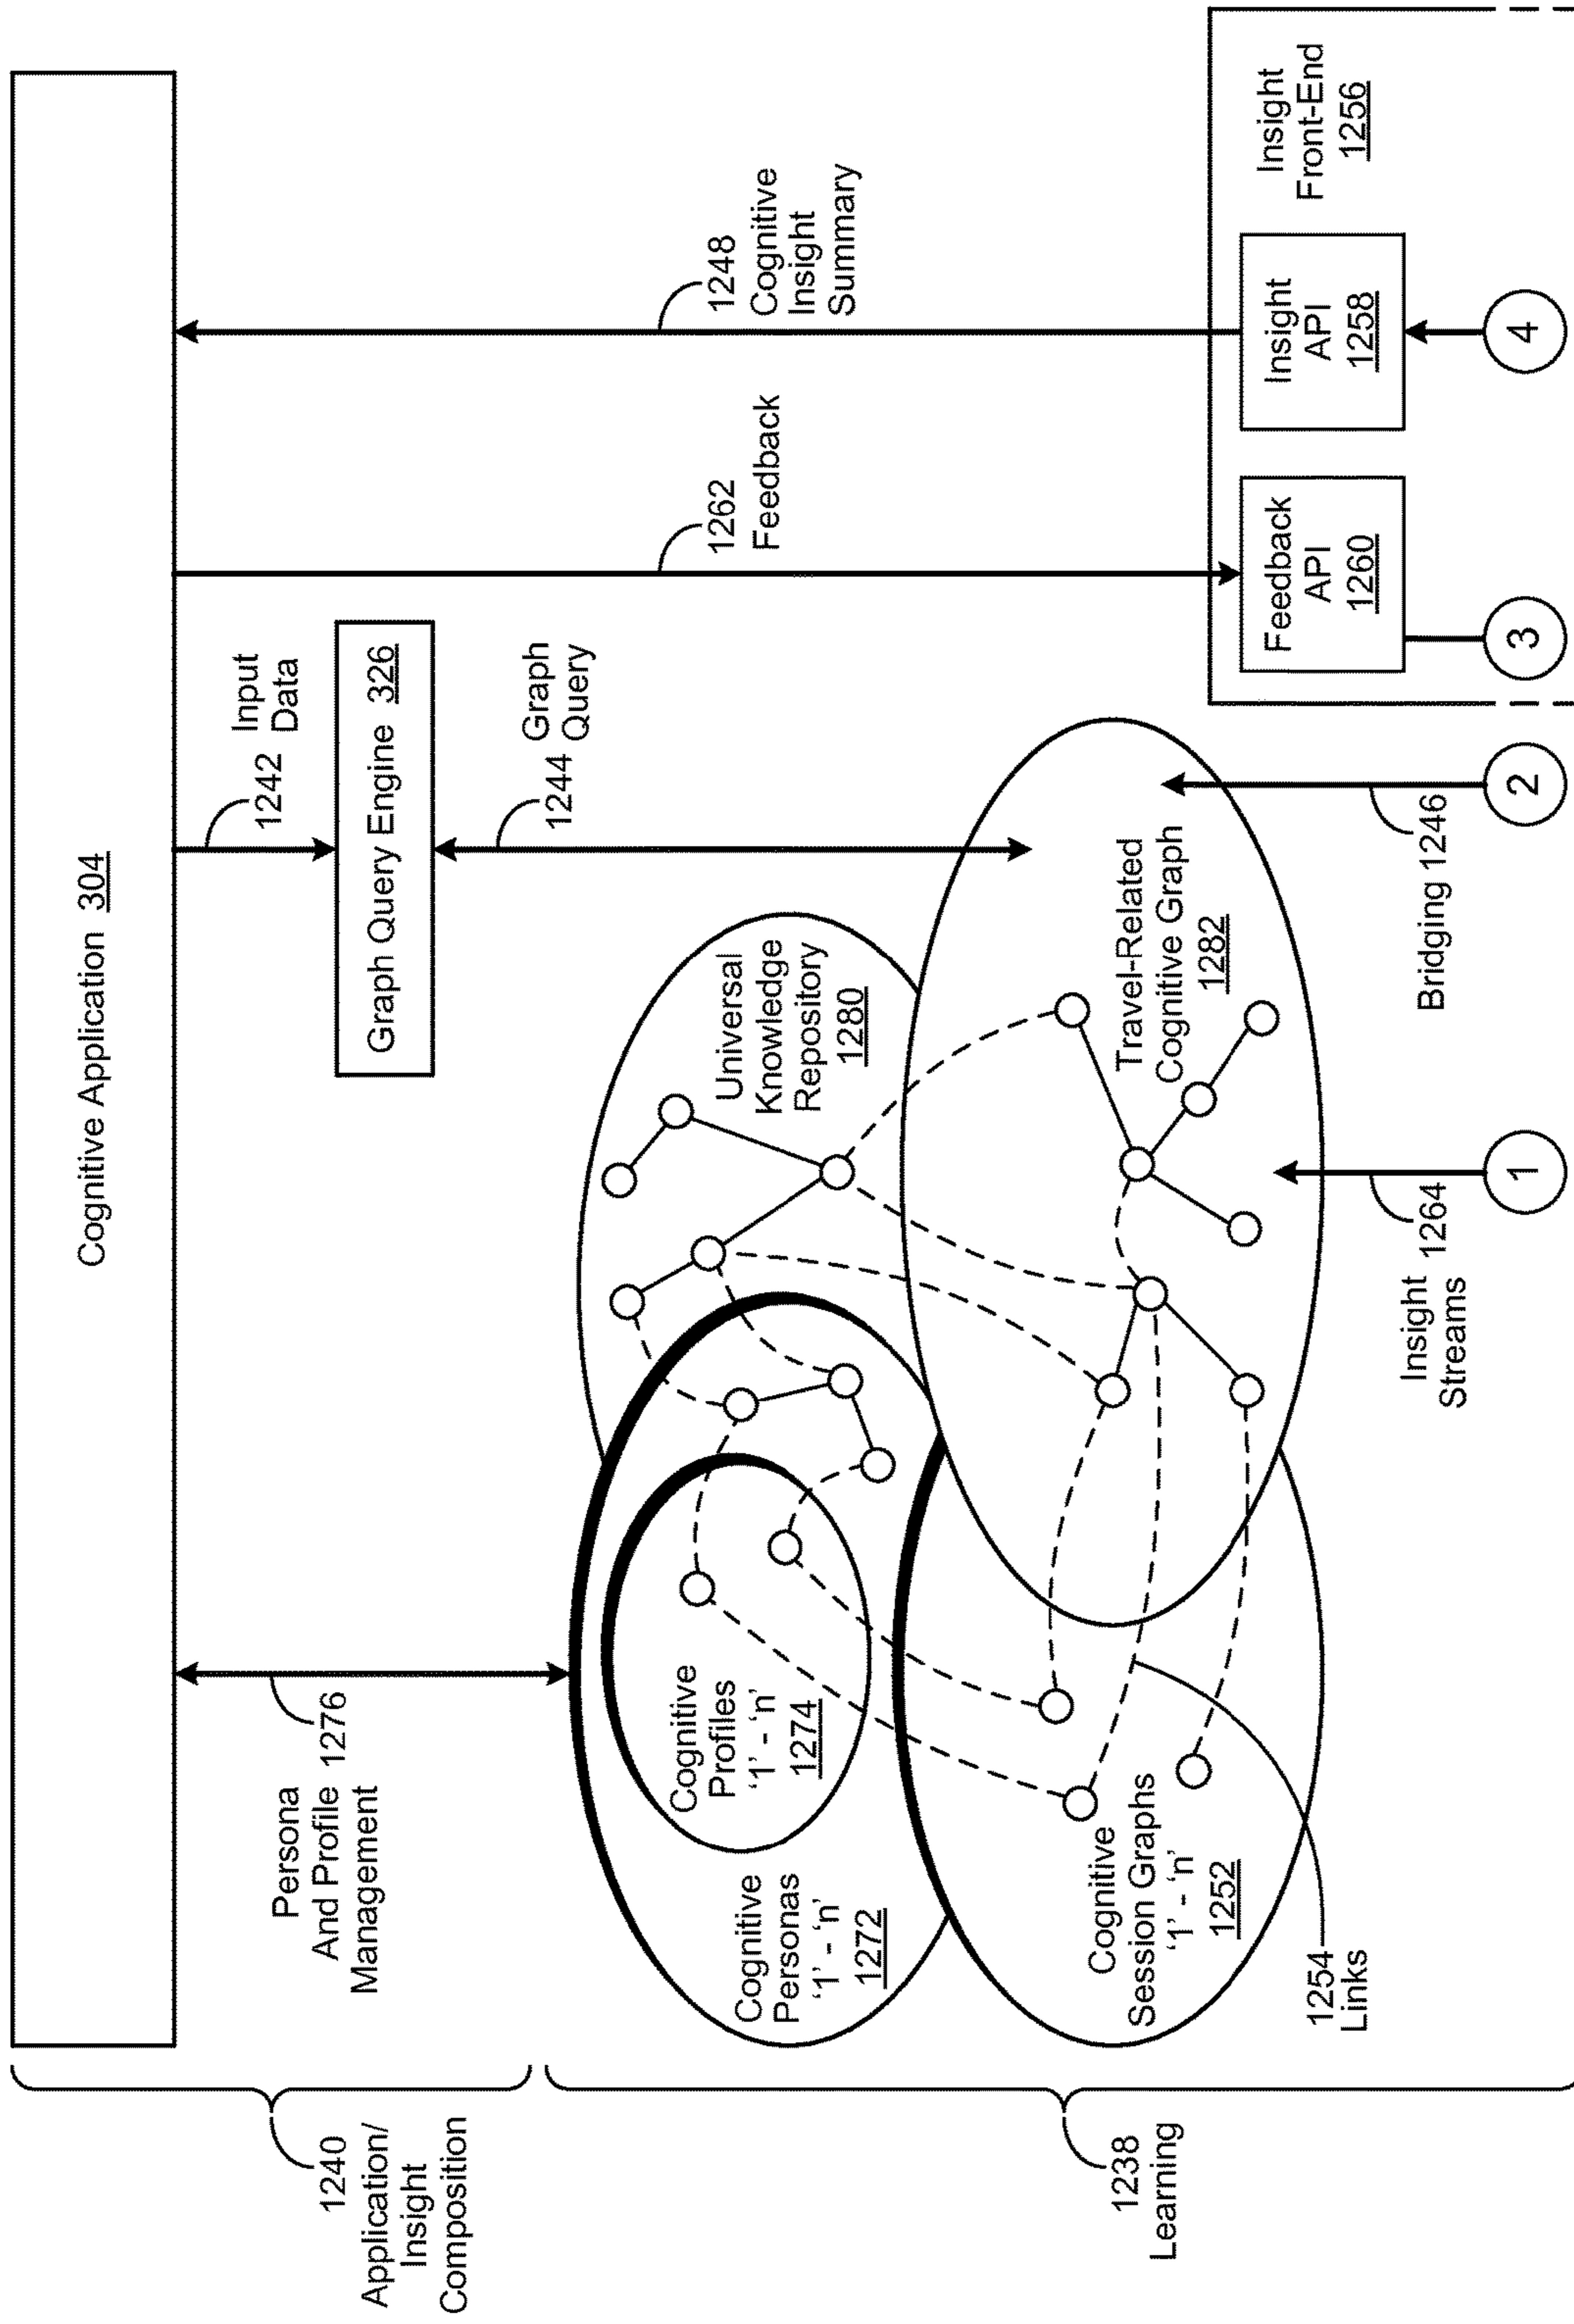 Cognitive Application 304
1240
Application/
Insight
Composition
Persona
And Profile 1276
Management
1242 Input
Data
Graph Query Engine 326
1244 Graph
Query
1262
Feedback
1248
Cognitive
Insight
Summary
1238
Learning
Cognitive
Personas
‘1’ - ‘n’
1272
Cognitive
Profiles
‘1’ - ‘n’
1274
Universal
Knowledge
Repository
1280
Travel-Related
Cognitive Graph
1282
Cognitive
Session Graphs
‘1’ - ‘n’
1252
1254
Links
Insight
Streams 1264
Bridging 1246
Feedback
API
1260
Insight
API
1258
Insight
Front-End
1256
1
2
3
4